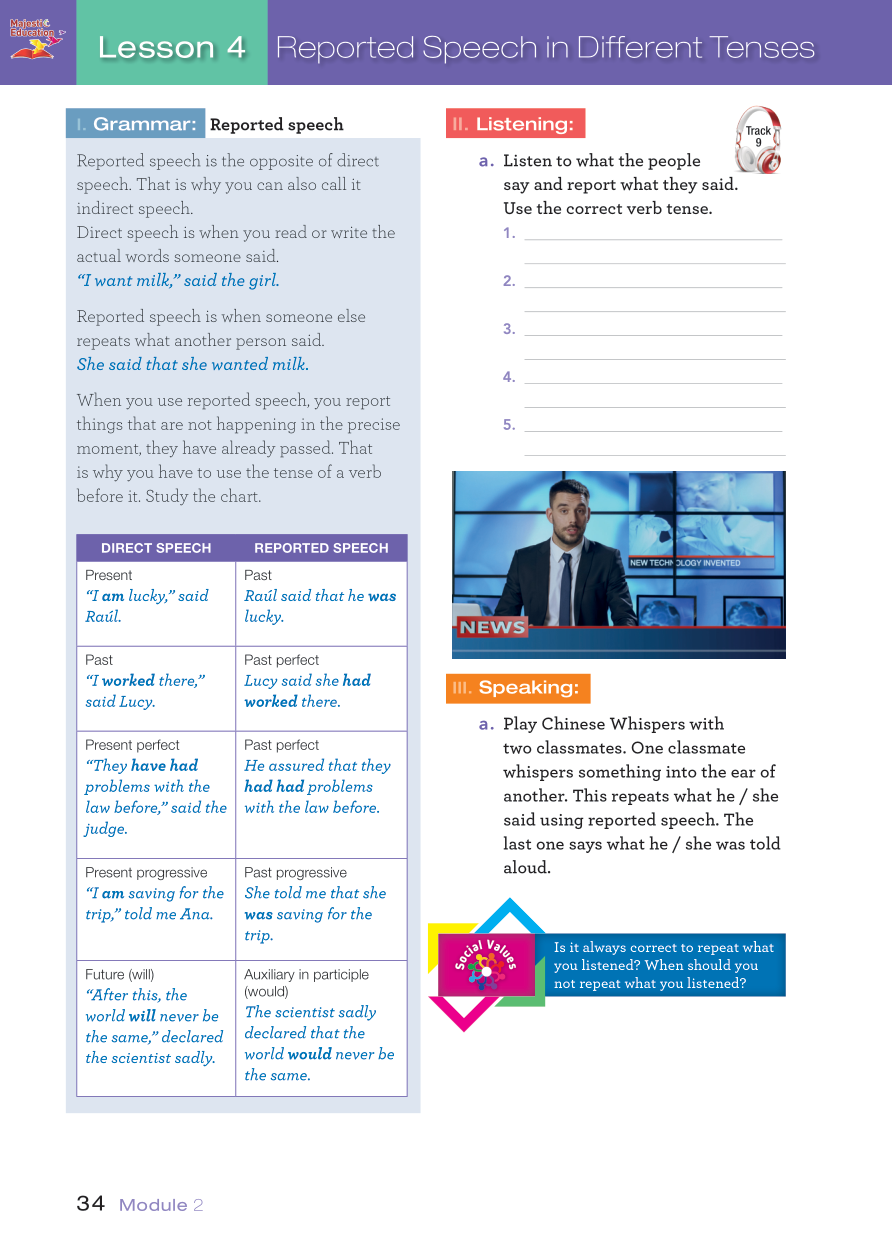 Majestic
Education
Lesson 4
Reported Speech in Different Tenses
I. Grammar: Reported speech
Reported speech is the opposite of direct
speech. That is why you can also call it
indirect speech.
Direct speech is when you read or write the
actual words someone said.
“I want milk,” said the girl.
Reported speech is when someone else
repeats what another person said.
She said that she wanted milk.
When you use reported speech, you report
things that are not happening in the precise
moment, they have already passed. That
is why you have to use the tense of a verb
before it. Study the chart.
DIRECT SPEECH
REPORTED SPEECH
Present
“I am lucky,” said
Raúl.
Past
Raúl said that he was
lucky.
Past
“I worked there,”
said Lucy.
Past perfect
Lucy said she had
worked there.
Present perfect
“They have had
problems with the
law before,” said the
judge.
Past perfect
He assured that they
had had problems
with the law before.
Present progressive
“I am saving for the
trip,” told me Ana.
Past progressive
She told me that she
was saving for the
trip.
Future (will)
“After this, the
world will never be
the same,” declared
the scientist sadly.
Auxiliary in participle
(would)
The scientist sadly
declared that the
world would never be
the same.
II. Listening:
Track
9
a. Listen to what the people
say and report what they said.
Use the correct verb tense.
1.
2.
3.
4.
5.
NEW TECHNOLOGY INVENTED
NEWS
III. Speaking:
a. Play Chinese Whispers with
two classmates. One classmate
whispers something into the ear of
another. This repeats what he / she
said using reported speech. The
last one says what he / she was told
aloud.
Social Values
Is it always correct to repeat what
you listened? When should you
not repeat what you listened?
34 Module 2